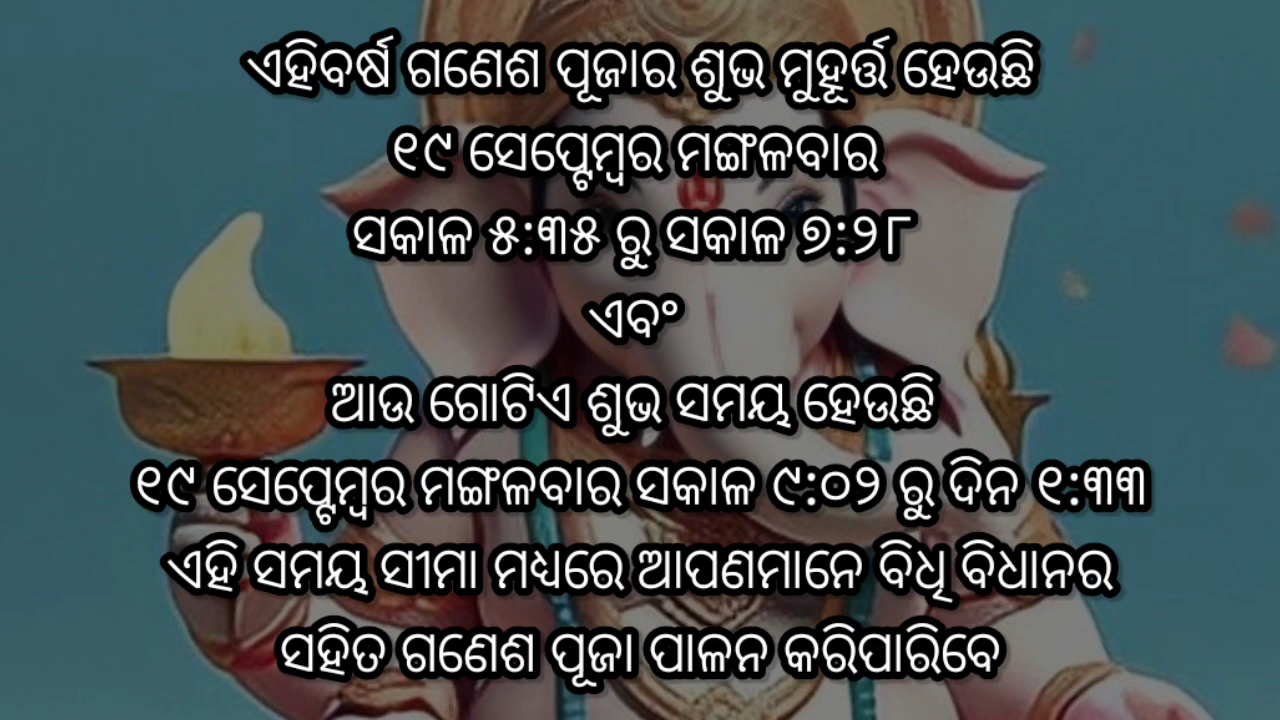 ଏହିବର୍ଷ ଗଣେଶ ପୂଜାର ଶୁଭ ମୁହୂର୍ତ୍ତ ହେଉଛି
୧୯ ସେପ୍ଟେମ୍ବର ମଙ୍ଗଳବାର
ସକାଳ ୫:୩୫ ରୁ ସକାଳ ୭:୨୮
ଏବଂ
ଆଉ ଗୋଟିଏ ଶୁଭ ସମୟ ହେଉଛି
୧୯ ସେପ୍ଟେମ୍ବର ମଙ୍ଗଳବାର ସକାଳ ୯:୦୨ ରୁ ଦିନ ୧:୩୩
ଏହି ସମୟ ସୀମା ମଧ୍ୟରେ ଆପଣମାନେ ବିଧି ବିଧାନର
ସହିତ ଗଣେଶ ପୂଜା ପାଳନ କରିପାରିବେ